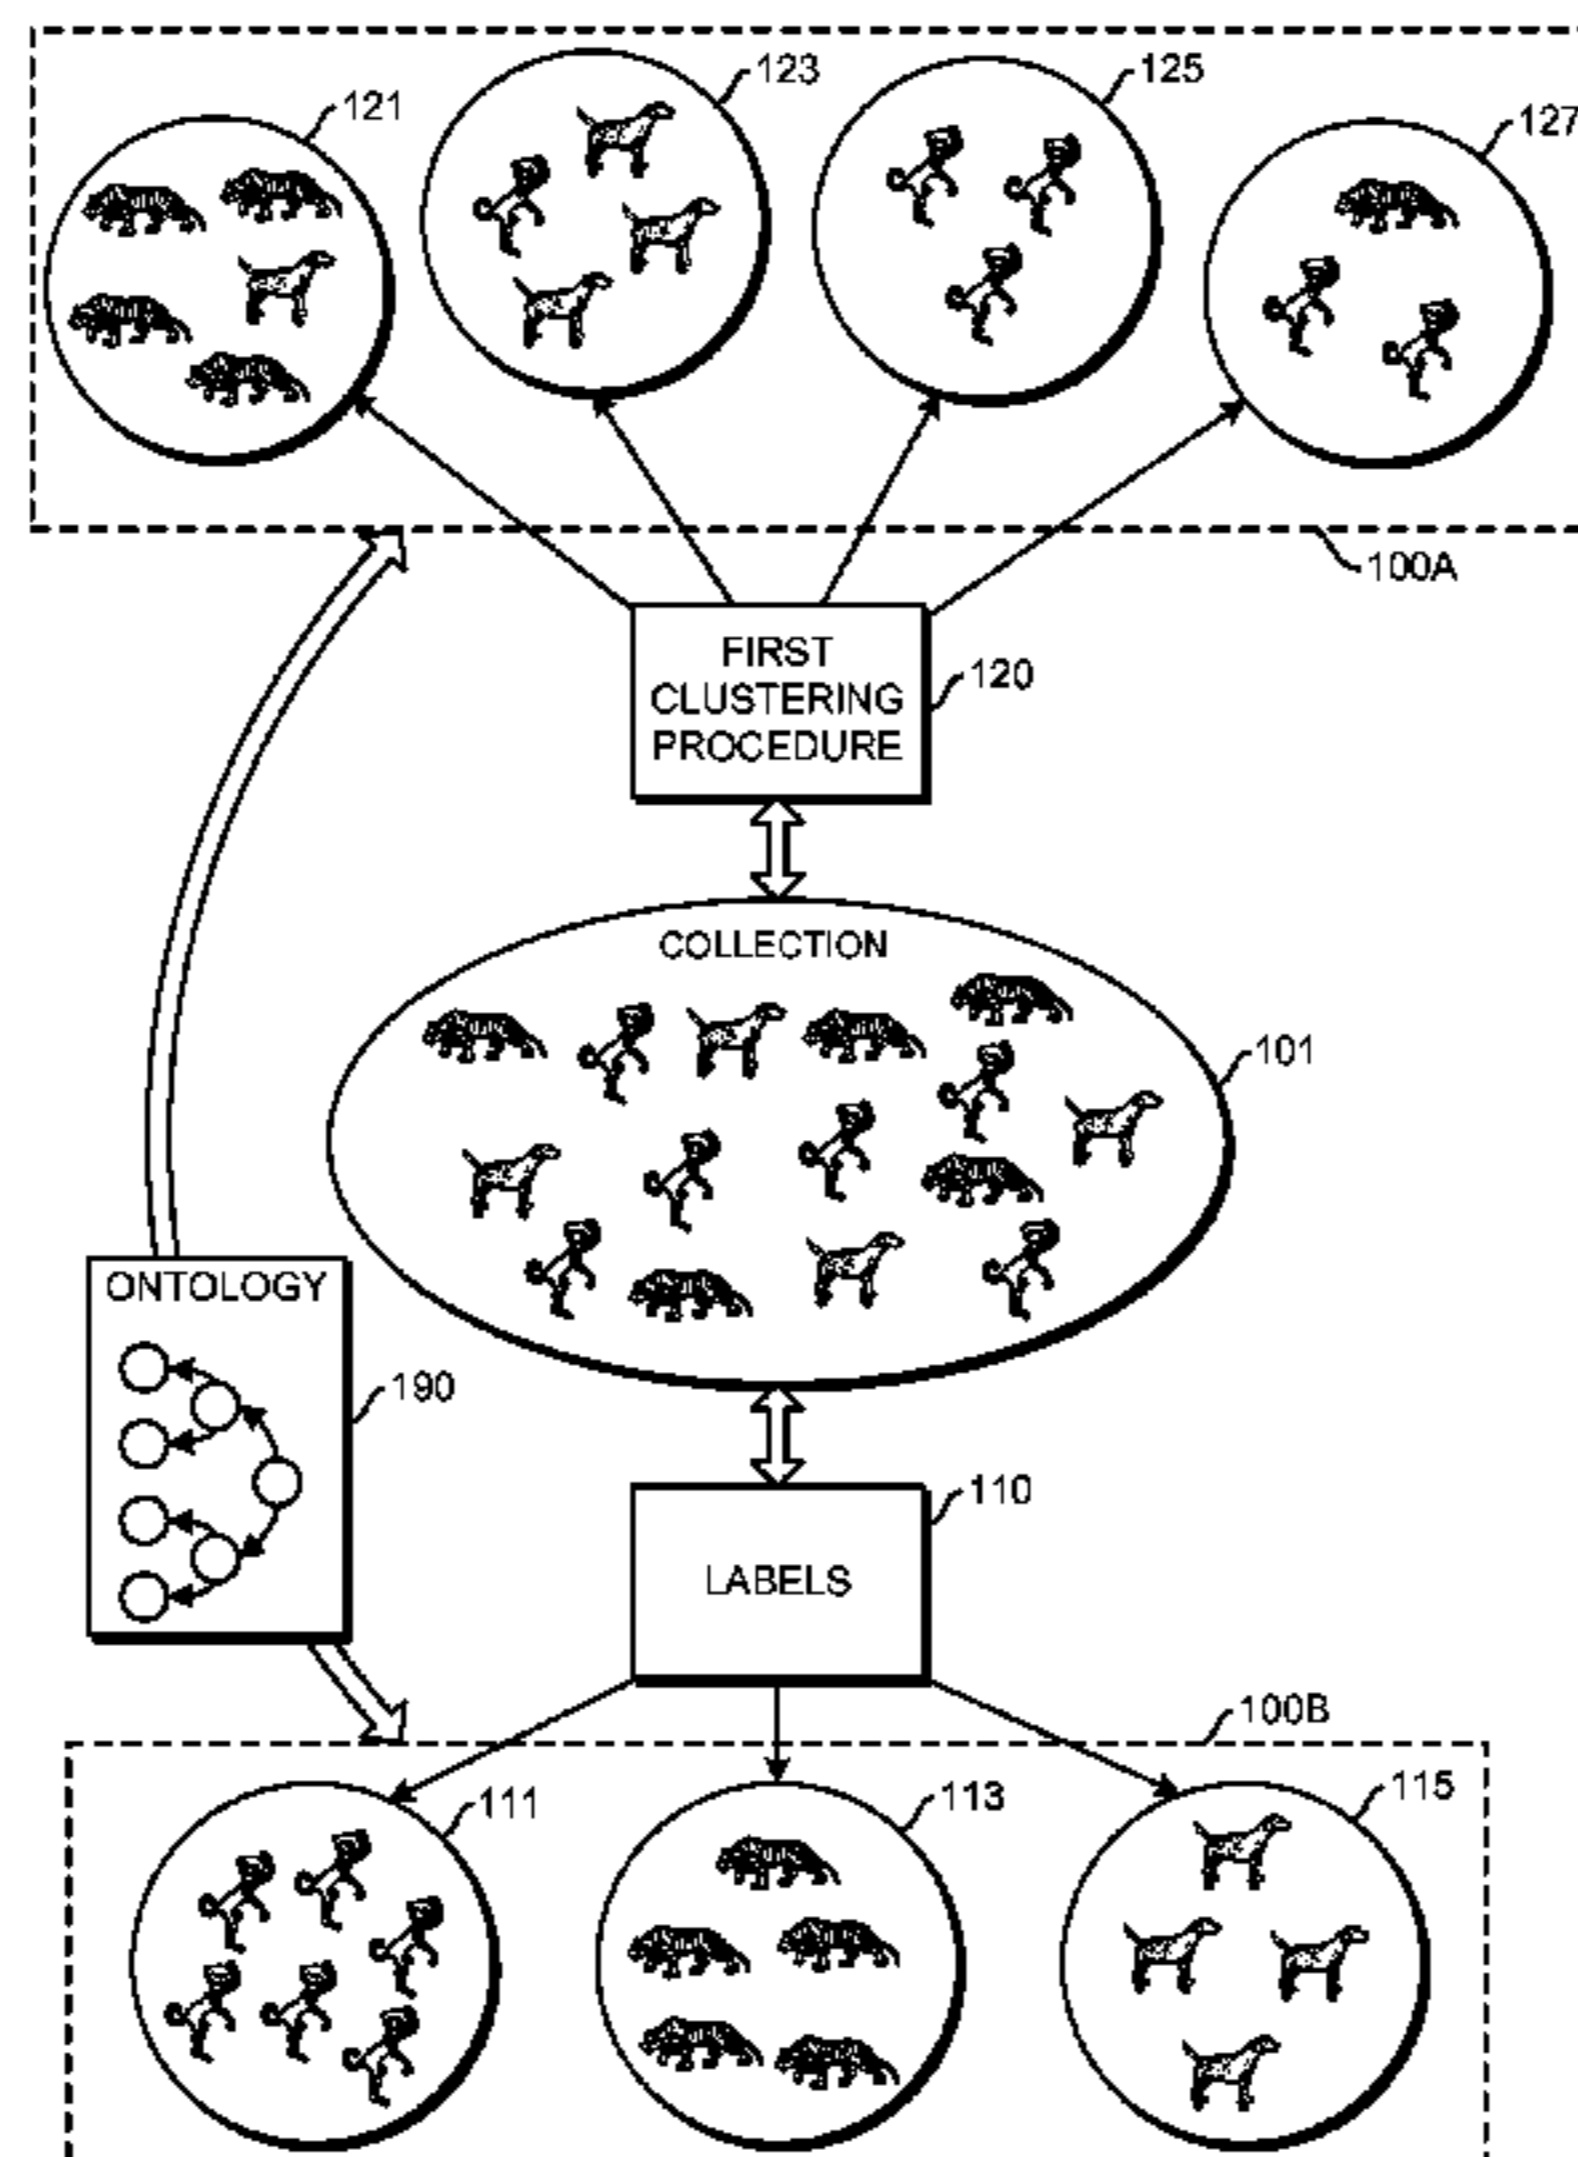 121
123
125
127
100A
FIRST
CLUSTERING
PROCEDURE
120
COLLECTION
101
ONTOLOGY
190
110
LABELS
100B
111
113
115